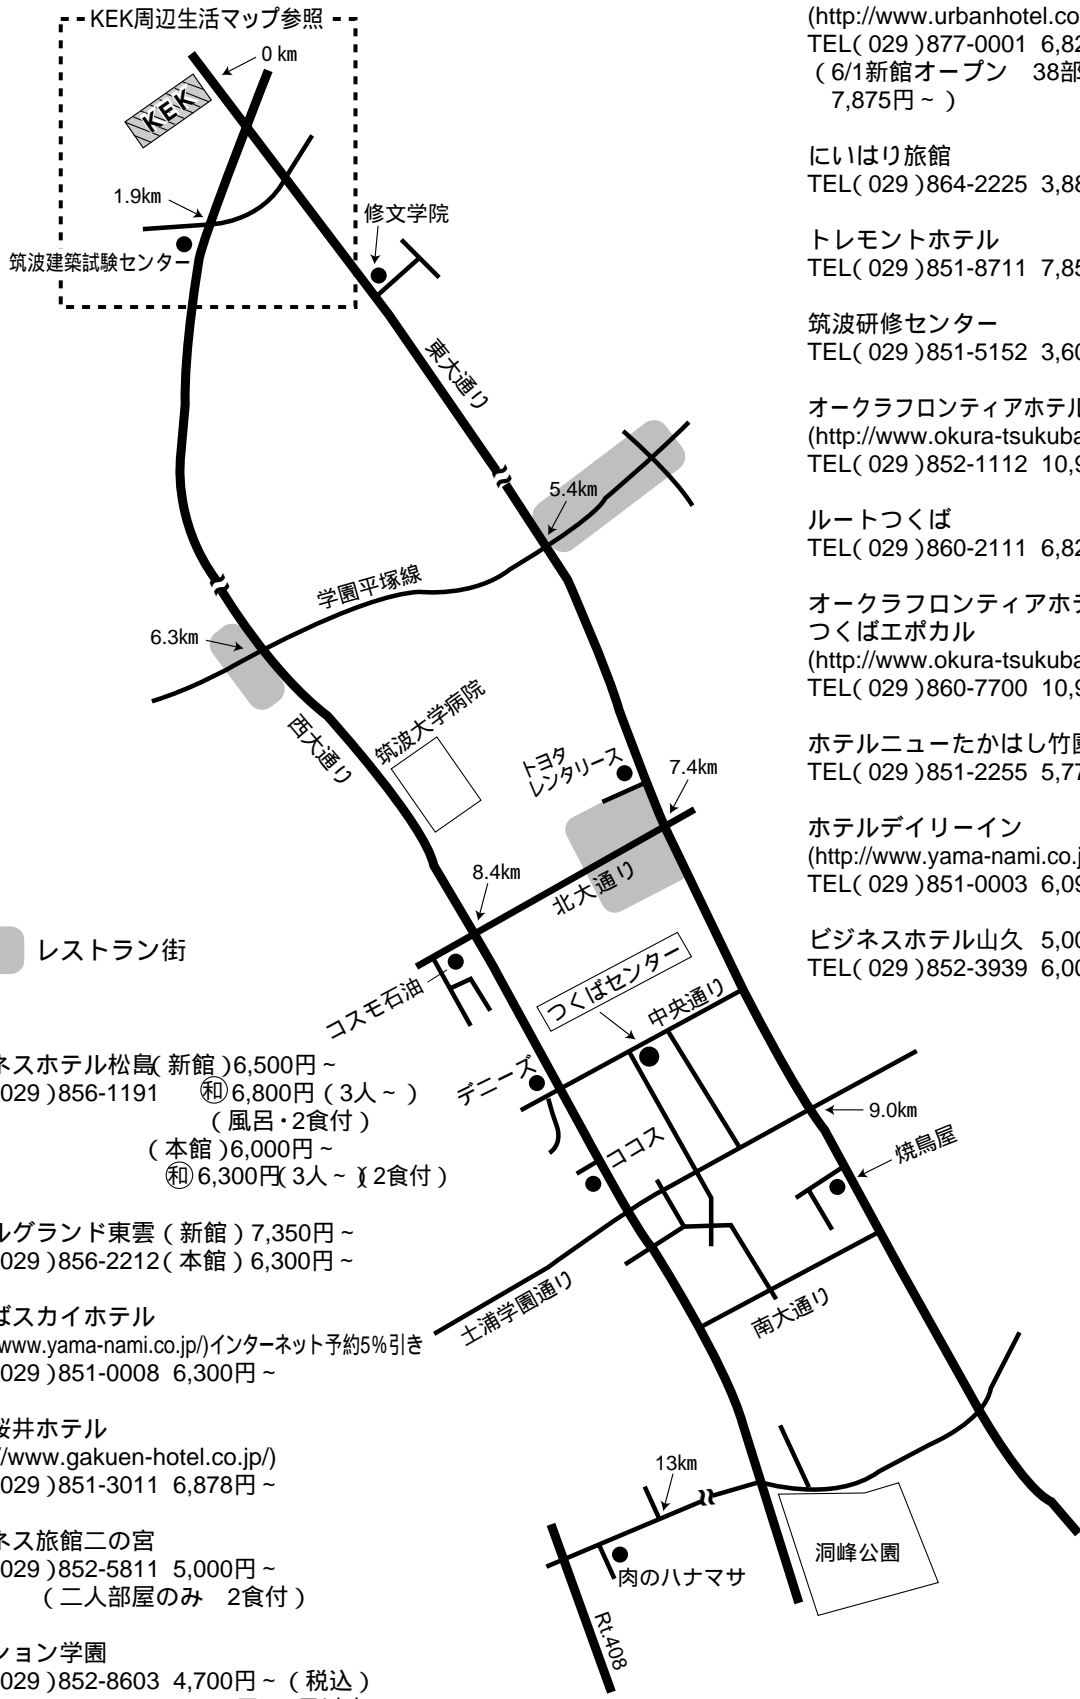 KEK周辺生活マップ参照
0㎞
KEK
1.9㎞
筑波建築試験センター
修文学院
東大通り
5.4㎞
学園平塚線
6.3㎞
西大通り
筑波大学病院
トヨタ
レンタリース
7.4㎞
8.4㎞
北大通り
レストラン街
コスモ石油
つくばセンター
中央通り
デニーズ
9.0㎞
ココス
焼鳥屋
土浦学園通り
南大通り
13㎞
洞峰公園
肉のハナマサ
Rt.408
(http://www.urbanhotel.co
TEL(029)877-0001 6,82
(6/1新館オープン 38部
7,875円~)
にいはり旅館
TEL(029)864-2225 3,88
トレモントホテル
TEL(029)851-8711 7,85
筑波研修センター
TEL(029)851-5152 3,60
オークラフロンティアホテル
(http://www.okura-tsukuba
TEL(029)852-1112 10,9
ルートつくば
TEL(029)860-2111 6,82
オークラフロンティアホテ
つくばエポカル
(http://www.okura-tsukuba
TEL(029)860-7700 10,9
ホテルニューたかはし竹園
TEL(029)851-2255 5,77
ホテルデイリーイン
(http://www.yama-nami.co.j
TEL(029)851-0003 6,09
ビジネスホテル山久 5,00
TEL(029)852-3939 6,00
ネスホテル松島(新館)6,500円~
029)856-1191 ㊒和6,800円(3人~)
(風呂・2食付)
(本館)6,000円~
和6,300円(3人~)(2食付)
ルグランド東雲(新館)7,350円~
029)856-2212(本館)6,300円~
ばスカイホテル
www.yama-nami.co.jp/)インターネット予約5%引き
029)851-0008 6,300円~
桜井ホテル
//www.gakuen-hotel.co.jp/)
029)851-3011 6,878円~
ネス旅館二の宮
029)852-5811 5,000円~
(二人部屋のみ 2食付)
ション学園
029)852-8603 4,700円~(税込)